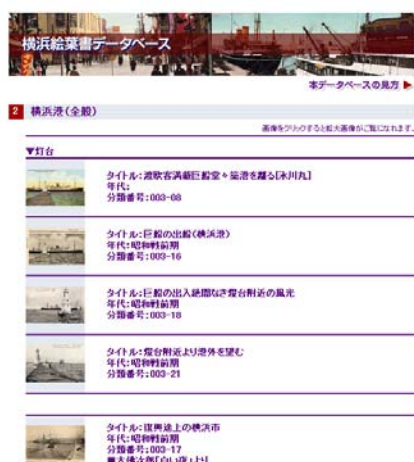 横浜絵葉書データベース
本データベースの見方 ▶
2 横浜港(全般)
画像をクリックすると拡大画像がご覧になれます。
▼灯台
タイトル:渡欧客満載巨船堂々築港を離る[氷川丸]
年代:
分類番号:003-08
タイトル:巨船の出船(横浜港)
年代:昭和戦前期
分類番号:003-16
タイトル:巨船の出入絶間なき燈台附近の風光
年代:昭和戦前期
分類番号:003-18
タイトル:燈台附近より港外を望む
年代:昭和戦前期
分類番号:003-21
タイトル:復興途上の横浜市
年代:昭和戦前期
分類番号:003-17
■大佛次郎「白い夜」より